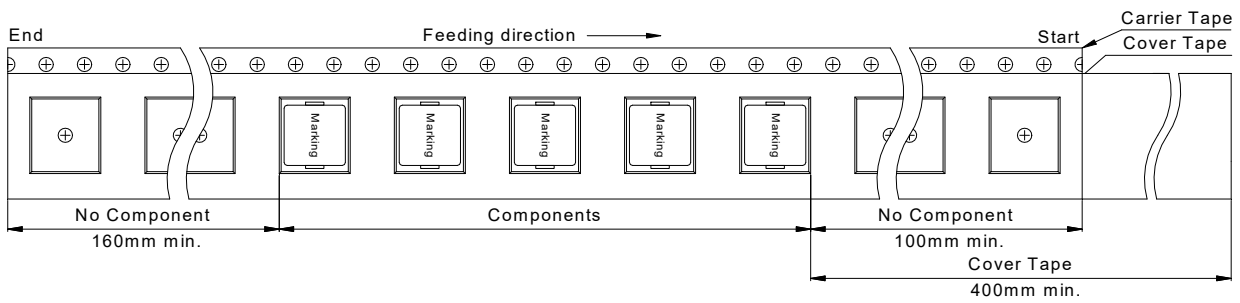 Carrier Tape
End
Feeding direction
Start
Cover Tape
Marking
Marking
Marking
Marking
Marking
No Component
Components
No Component
160mm min.
100mm min.
Cover Tape
400mm min.